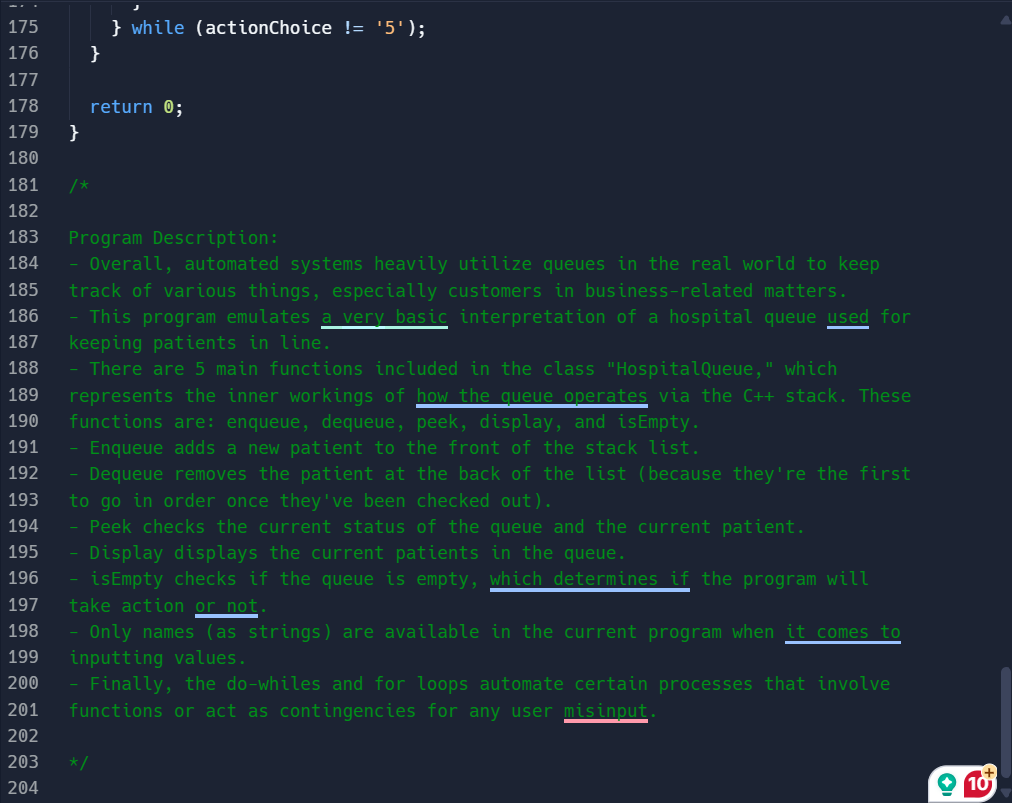 175 } while (actionChoice != '5');
176 }
177
178 return 0;
179 }
180
181 /*
182
183 Program Description:
184 - Overall, automated systems heavily utilize queues in the real world to keep
185 track of various things, especially customers in business-related matters.
186 - This program emulates a very basic interpretation of a hospital queue used for
187 keeping patients in line.
188 - There are 5 main functions included in the class "HospitalQueue," which
189 represents the inner workings of how the queue operates via the C++ stack. These
190 functions are: enqueue, dequeue, peek, display, and isEmpty.
191 - Enqueue adds a new patient to the front of the stack list.
192 - Dequeue removes the patient at the back of the list (because they're the first
193 to go in order once they've been checked out).
194 - Peek checks the current status of the queue and the current patient.
195 - Display displays the current patients in the queue.
196 - isEmpty checks if the queue is empty, which determines if the program will
197 take action or not.
198 - Only names (as strings) are available in the current program when it comes to
199 inputting values.
200 - Finally, the do-whiles and for loops automate certain processes that involve
201 functions or act as contingencies for any user misinput.
202
203 */
204
10+